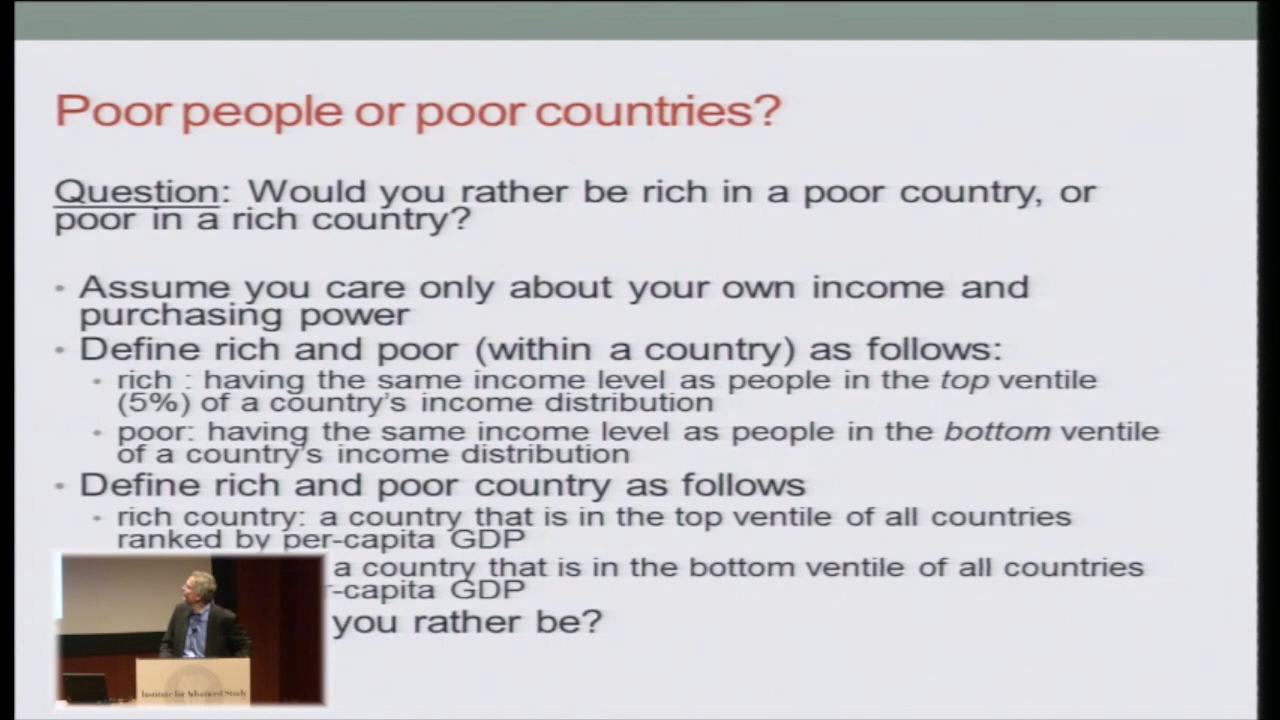 Poor people or poor countries?
Question: Would you rather be rich in a poor country, or
poor in a rich country?
• Assume you care only about your own income and
purchasing power
• Define rich and poor (within a country) as follows:
• rich : having the same income level as people in the top ventile
(5%) of a country's income distribution
• poor: having the same income level as people in the bottom ventile
of a country's income distribution
• Define rich and poor country as follows
• rich country: a country that is in the top ventile of all countries
ranked by per-capita GDP
a country that is in the bottom ventile of all countries
r-capita GDP
you rather be?
Institute for Advanced Study